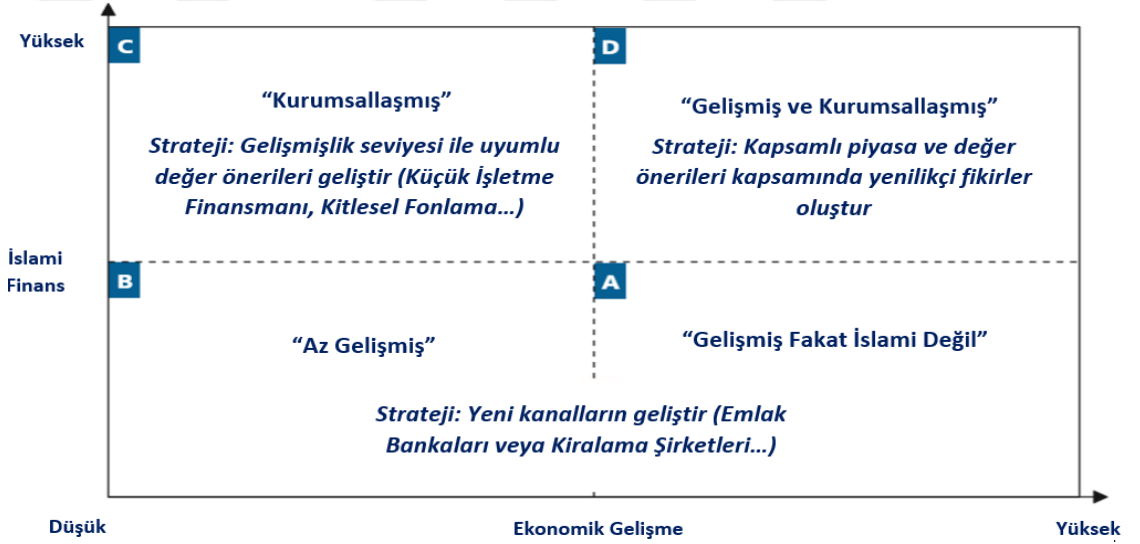 Yüksek
C
D
“Kurumsallaşmış”
Strateji: Gelişmişlik seviyesi ile uyumlu
değer önerileri geliştir (Küçük İşletme
Finansmanı, Kitlesel Fonlama...)
“Gelişmiş ve Kurumsallaşmış”
Strateji: Kapsamlı piyasa ve değer
önerileri kapsamında yenilikçi fikirler
oluştur
İslami
Finans
B
A
“Az Gelişmiş”
“Gelişmiş Fakat İslami Değil”
Strateji: Yeni kanalların geliştir (Emlak
Bankaları veya Kiralama Şirketleri...)
Düşük
Ekonomik Gelişme
Yüksek